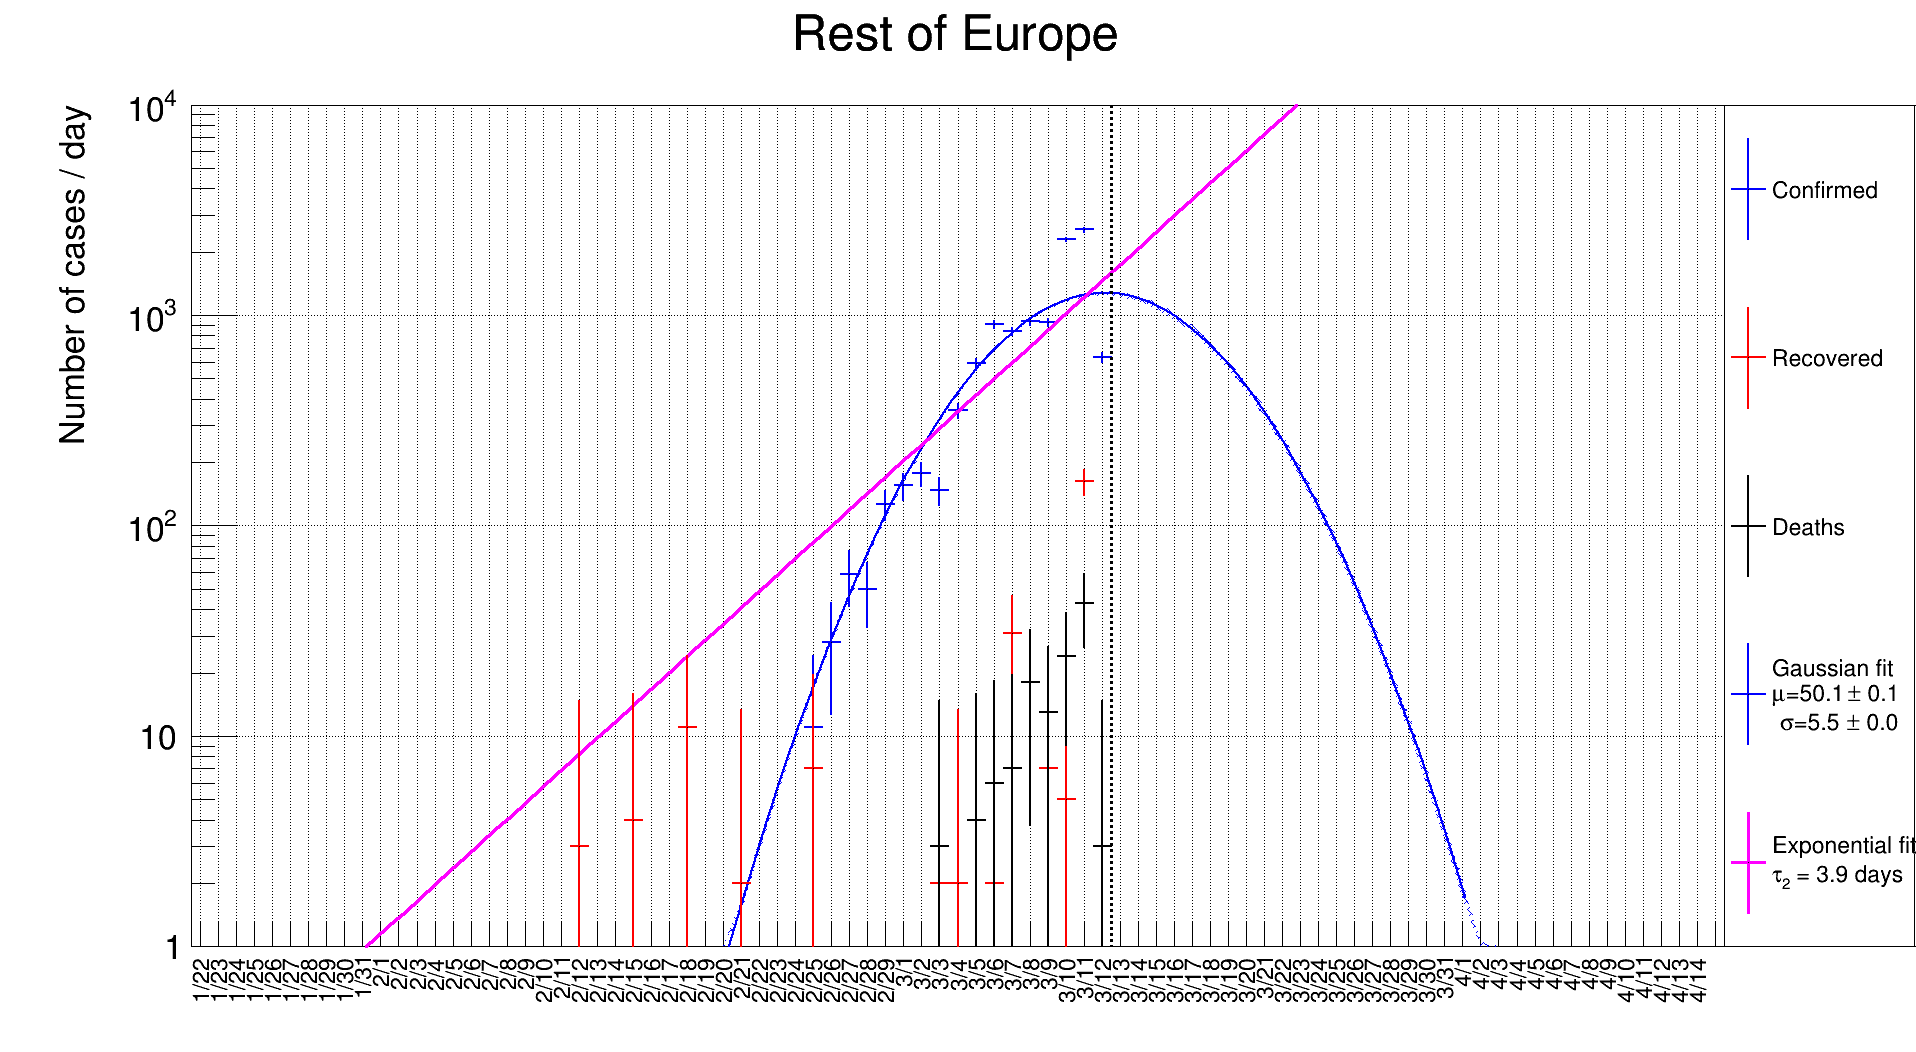 Rest of Europe
Number of cases / day
10⁴
10³
10²
10
1
1/22 1/23 1/24 1/25 1/26 1/27 1/28 1/29 1/30 1/31 2/1 2/2 2/3 2/4 2/5 2/6 2/7 2/8 2/9 2/10 2/11 2/12 2/13 2/14 2/15 2/16 2/17 2/18 2/19 2/20 2/21 2/22 2/23 2/24 2/25 2/26 2/27 2/28 2/29 3/1 3/2 3/3 3/4 3/5 3/6 3/7 3/8 3/9 3/10 3/11 3/12 3/13 3/14 3/15 3/16 3/17 3/18 3/19 3/20 3/21 3/22 3/23 3/24 3/25 3/26 3/27 3/28 3/29 3/30 3/31 4/1 4/2 4/3 4/4 4/5 4/6 4/7 4/8 4/9 4/10 4/11 4/12 4/13 4/14
Confirmed
Recovered
Deaths
Gaussian fit
μ=50.1 ± 0.1
σ=5.5 ± 0.0
Exponential fit
τ₂ = 3.9 days